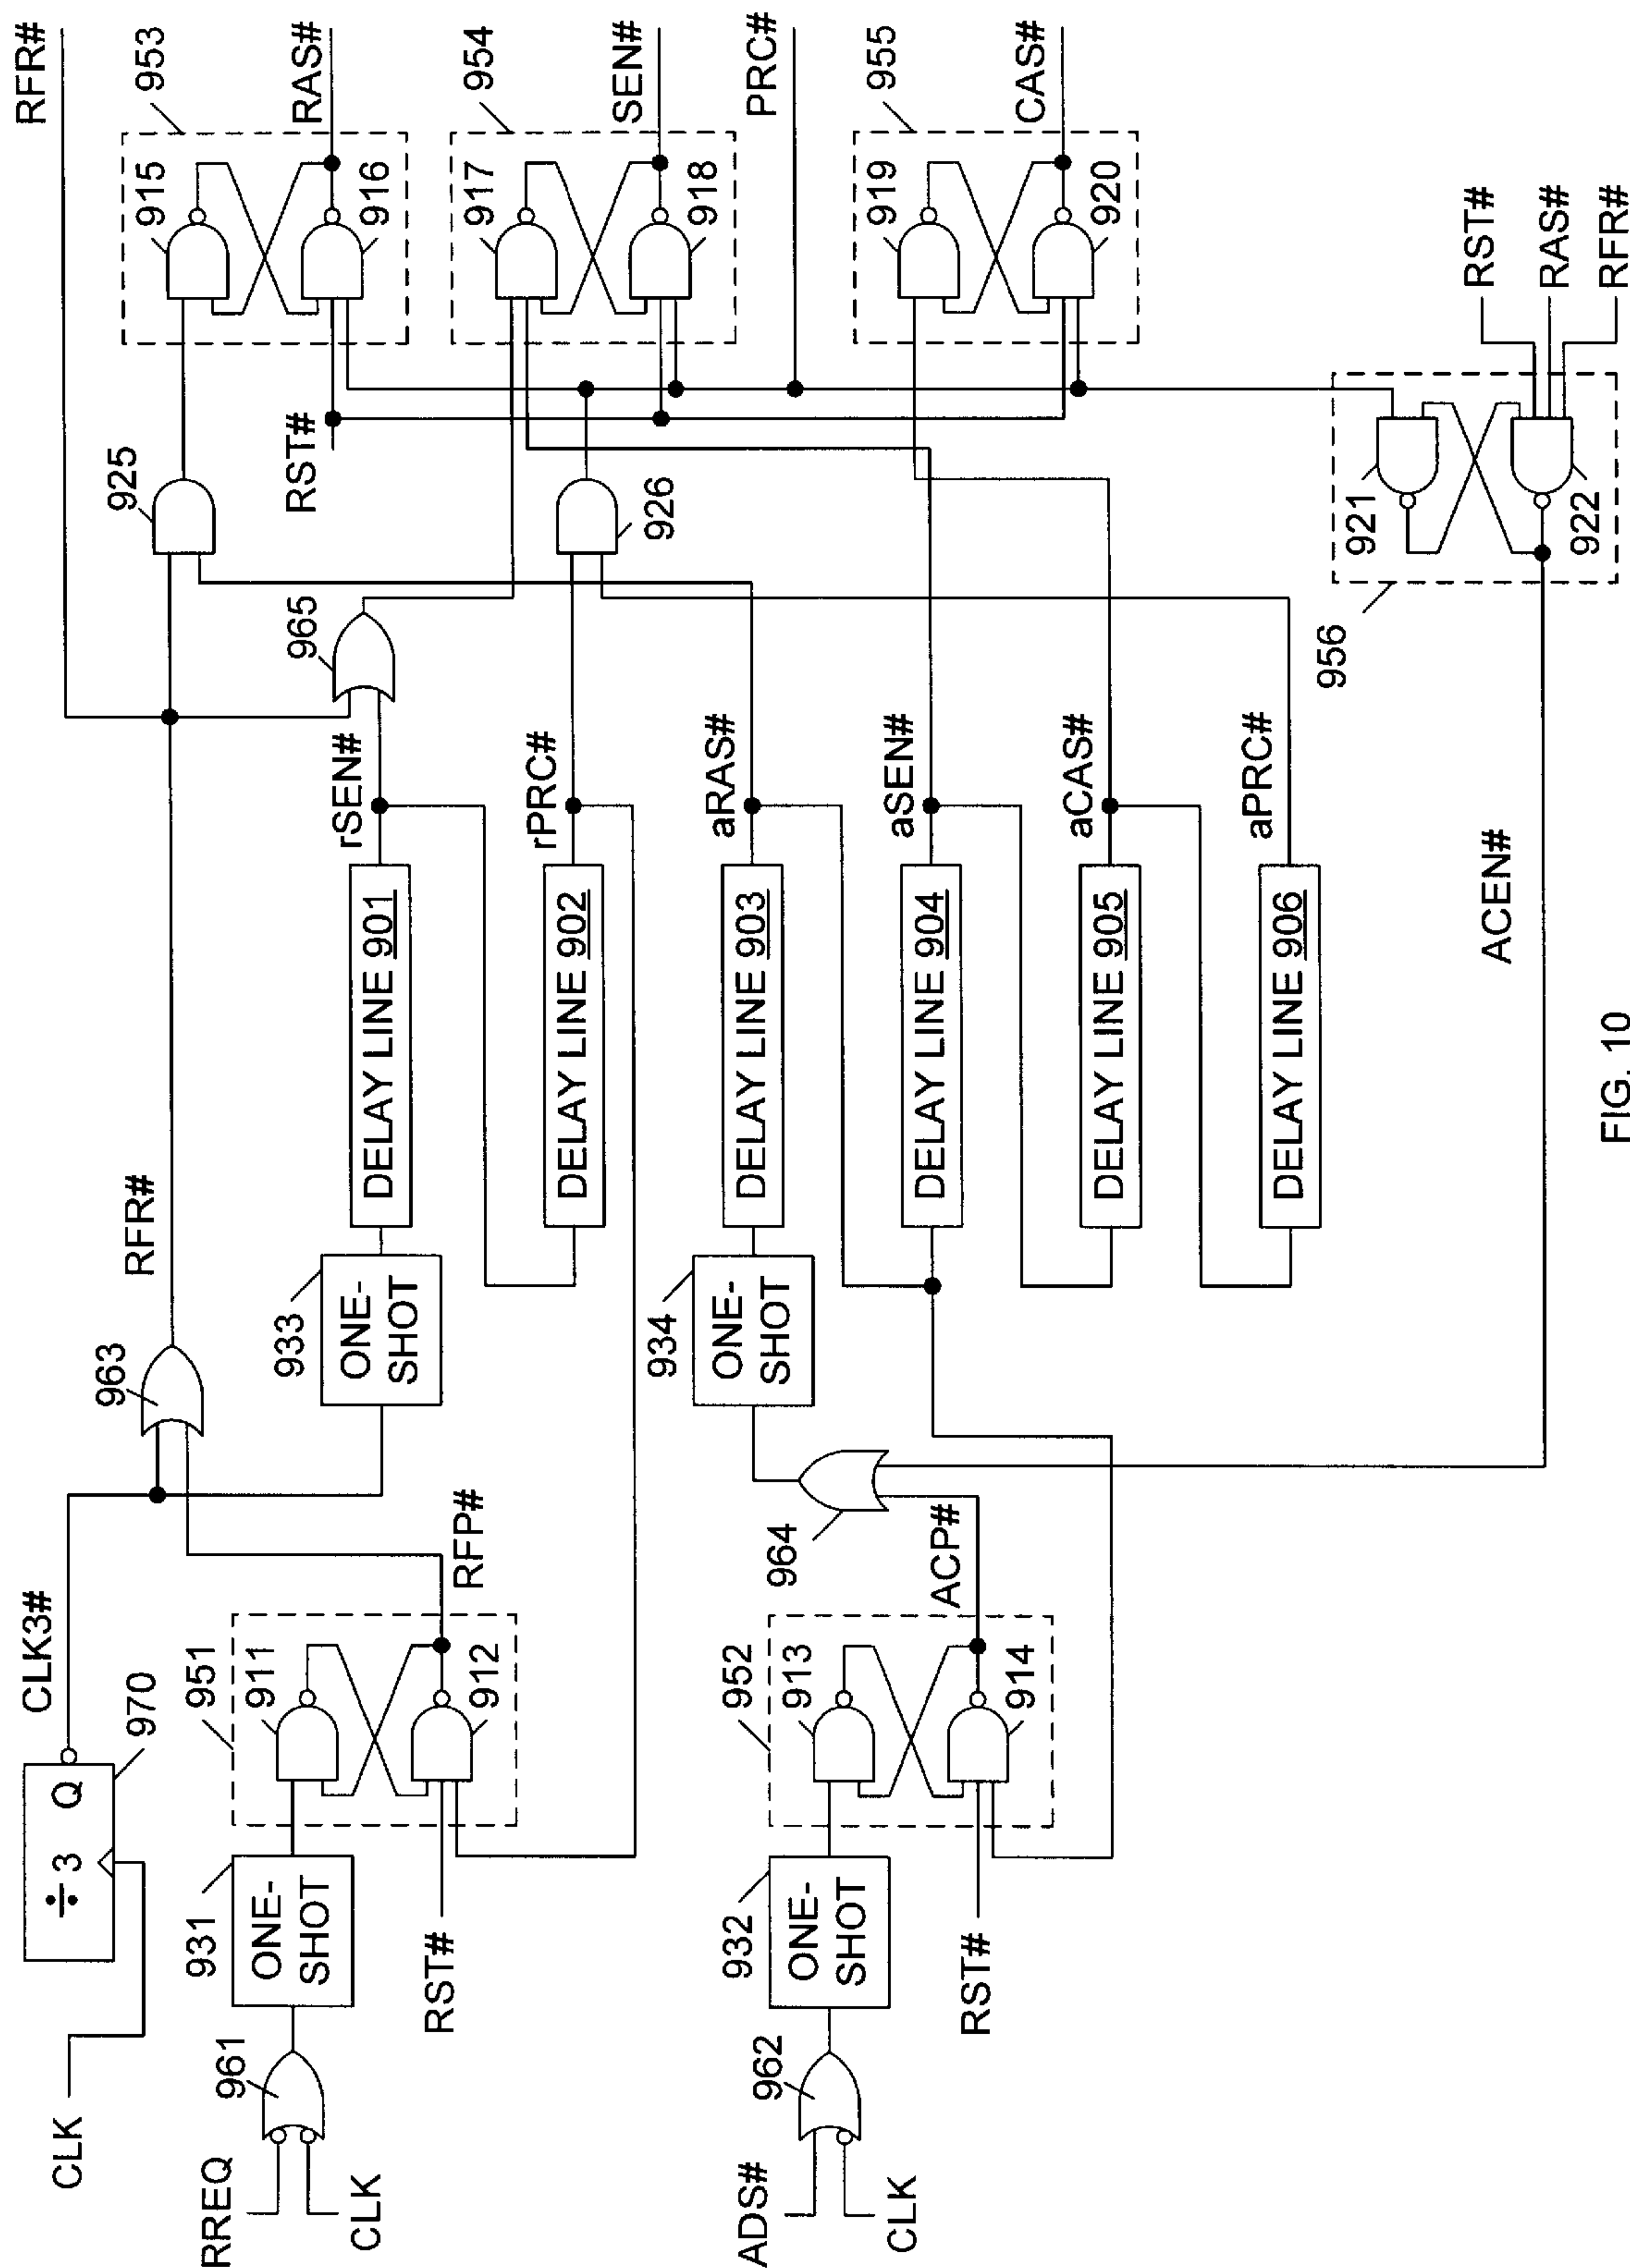 RFR#
953
RAS#
915
916
954
SEN#
917
918
PRC#
955
CAS#
919
920
RST#
RAS#
RFR#
RST#
925
926
921
922
956
965
rSEN#
rPRC#
aRAS#
aSEN#
aCAS#
aPRC#
ACEN#
DELAY LINE 901
DELAY LINE 902
DELAY LINE 903
DELAY LINE 904
DELAY LINE 905
DELAY LINE 906
RFR#
963
933
ONE-
SHOT
934
ONE-
SHOT
964
CLK3#
970
÷3
Q
CLK
RFP#
951
911
912
931
ONE-
SHOT
RST#
961
RREQ
CLK
ACP#
952
913
914
932
ONE-
SHOT
RST#
962
ADS#
CLK
FIG. 10